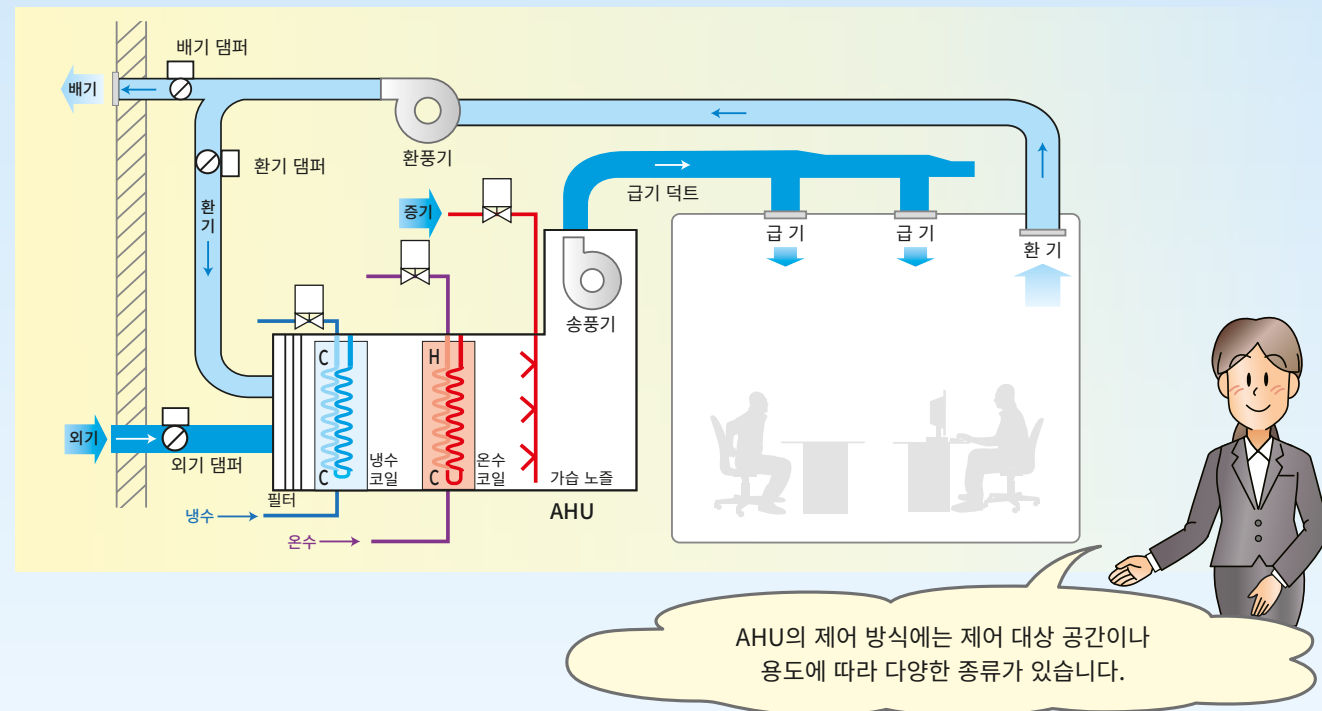 배기 댐퍼
배기
환풍기
환기 댐퍼
급기 덕트
환
기
증기
급 기
급 기
환 기
송풍기
C
H
외기
외기 댐퍼
냉수
코일
온수
코일
C
C
가습 노즐
필터
AHU
냉수
온수
AHU의 제어 방식에는 제어 대상 공간이나
용도에 따라 다양한 종류가 있습니다.